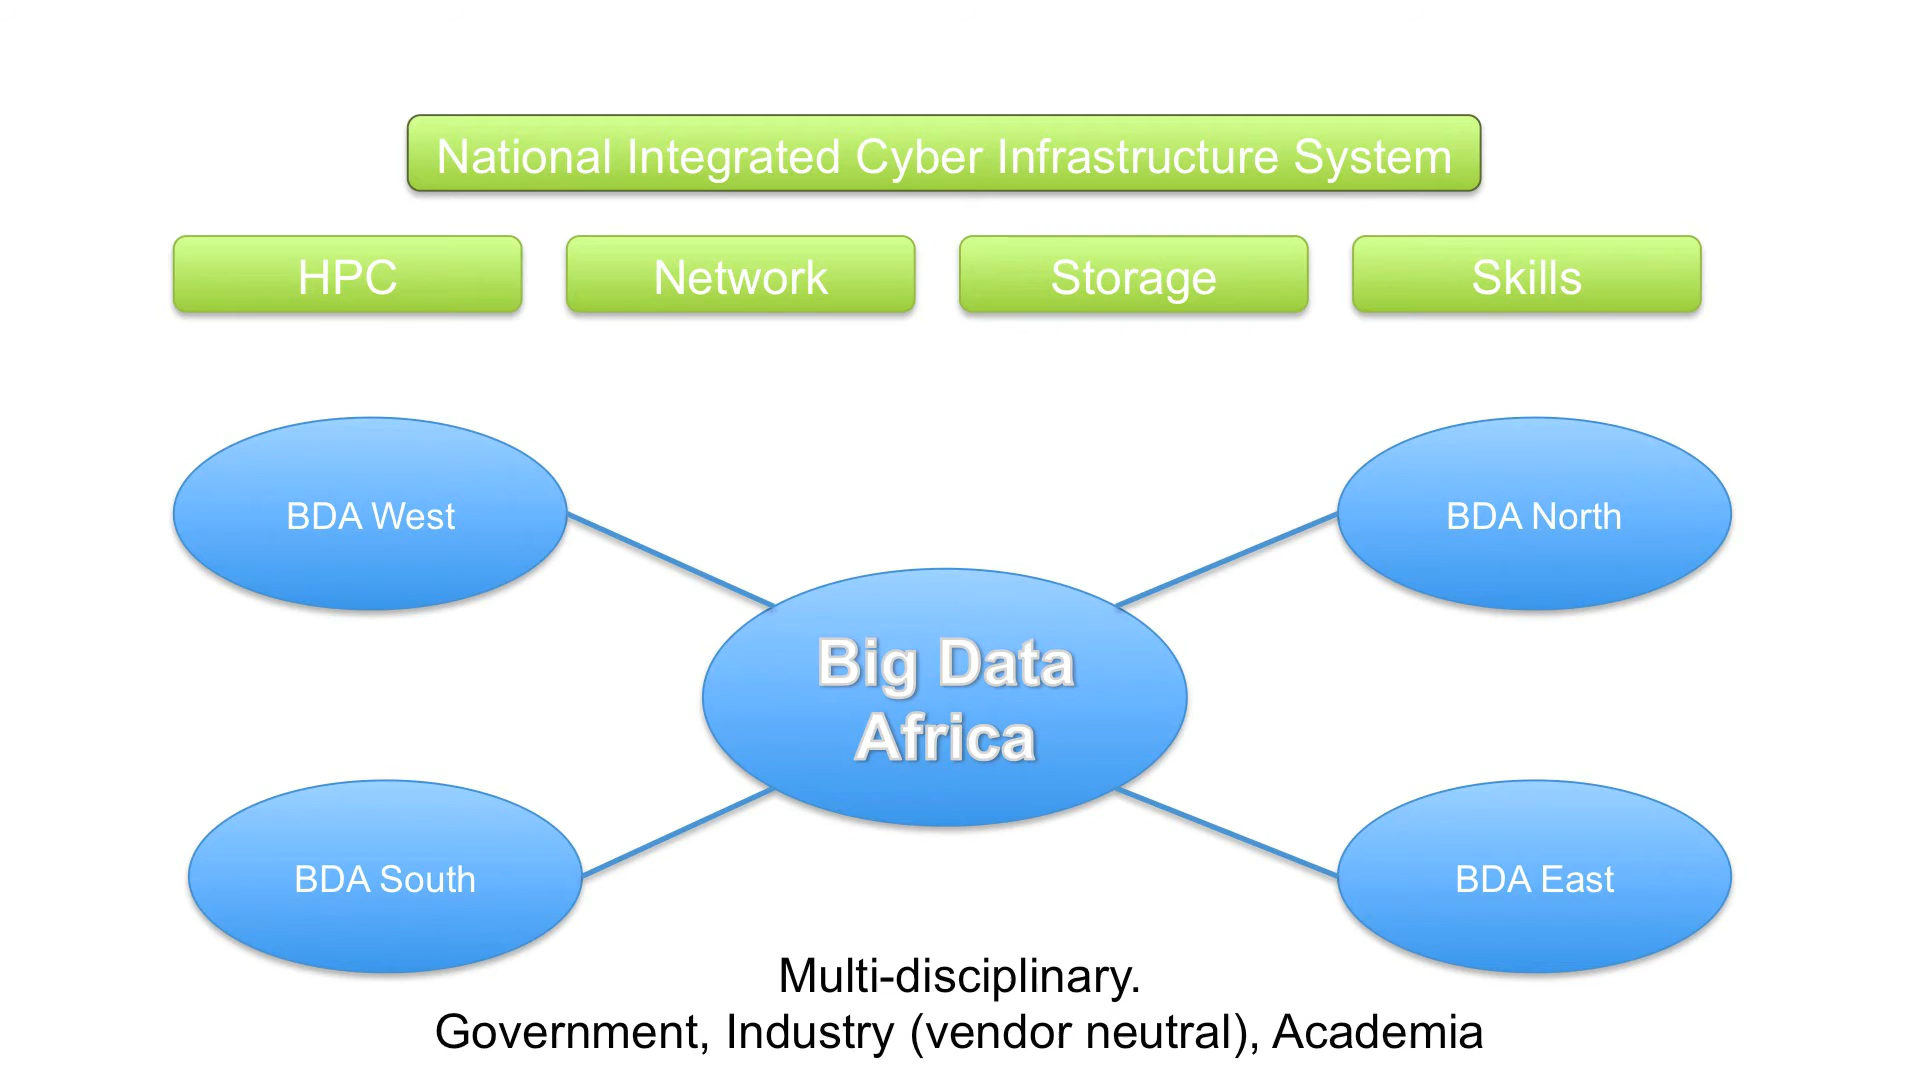 National Integrated Cyber Infrastructure System
HPC
Network
Storage
Skills
BDA West
BDA North
Big Data
Africa
BDA South
BDA East
Multi-disciplinary.
Government, Industry (vendor neutral), Academia